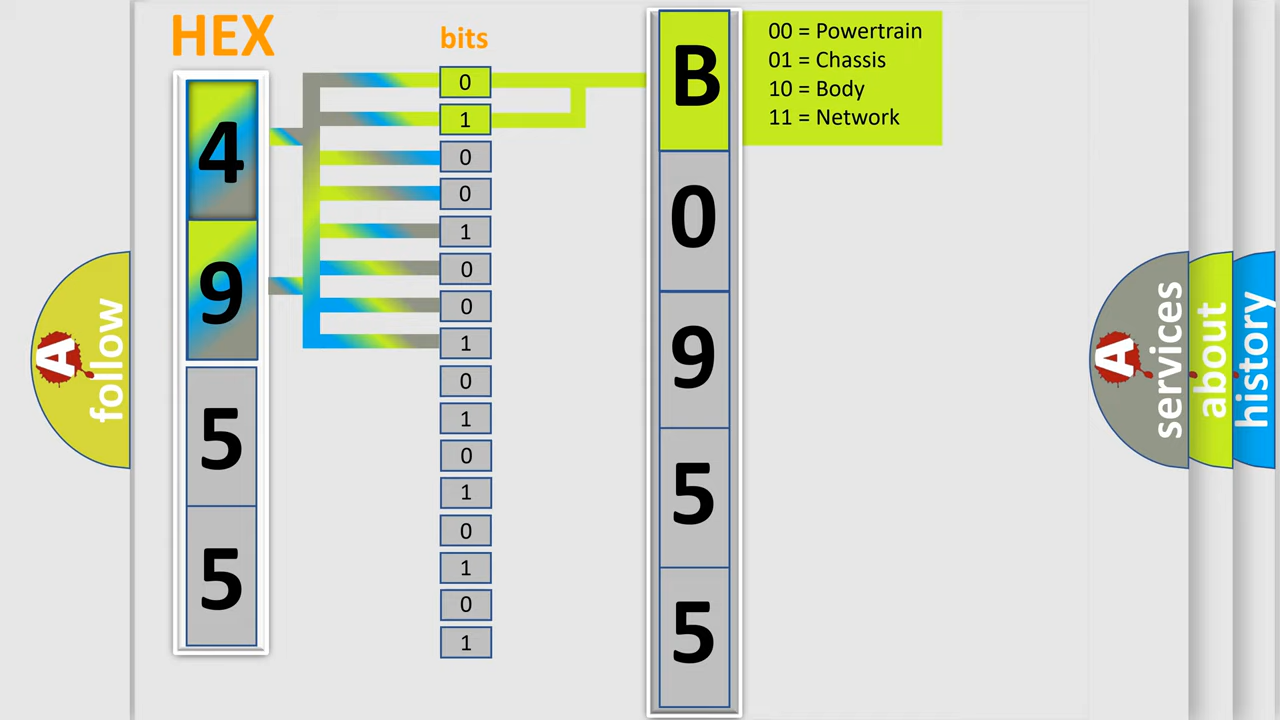 HEX
bits
4
9
5
5
0
1
0
0
1
0
0
1
0
1
0
1
0
1
0
1
B
0
9
5
5
00 = Powertrain
01 = Chassis
10 = Body
11 = Network
A
follow
A
services
about
history